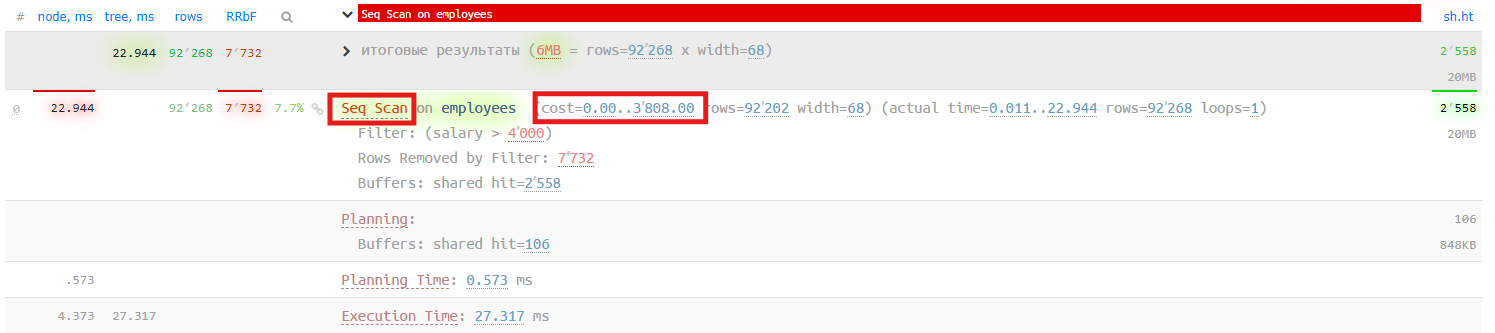 # node, ms tree, ms rows RRbF Seq Scan on employees sh.ht
22.944 92'268 7'732 итоговые результаты (6MB = rows=92'268 x width=68) 2'558
20MB
0 22.944 92'268 7'732 7.7% Seq Scan on employees (cost=0.00..3'808.00 rows=92'202 width=68) (actual time=0.011..22.944 rows=92'268 loops=1) 2'558
Filter: (salary > 4'000) 20MB
Rows Removed by Filter: 7'732
Buffers: shared hit=2'558
Planning: 106
Buffers: shared hit=106 848KB
.573 Planning Time: 0.573 ms
4.373 27.317 Execution Time: 27.317 ms